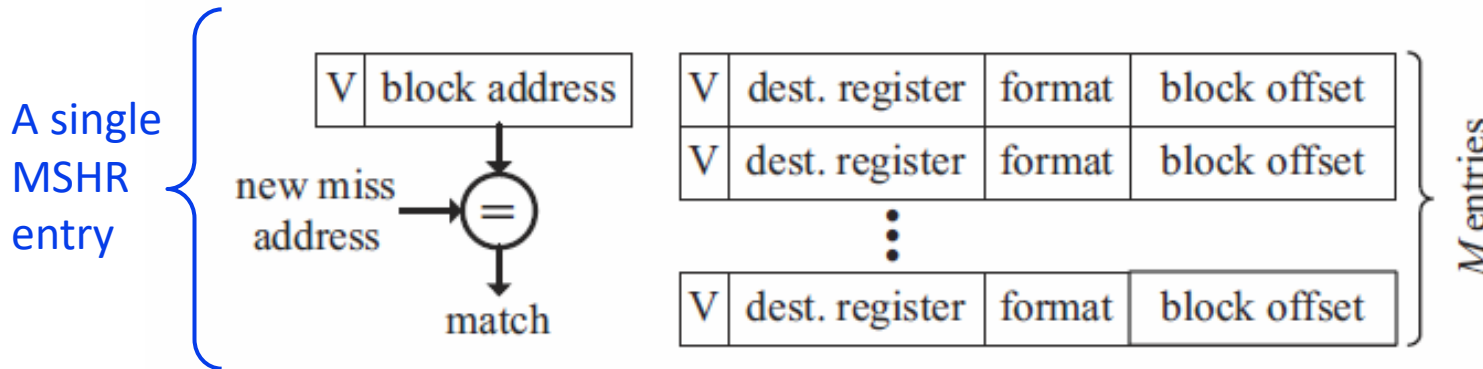 A single
MSHR
entry
V block address
new miss
address
=
match
V dest. register format block offset
V dest. register format block offset
V dest. register format block offset
M entries